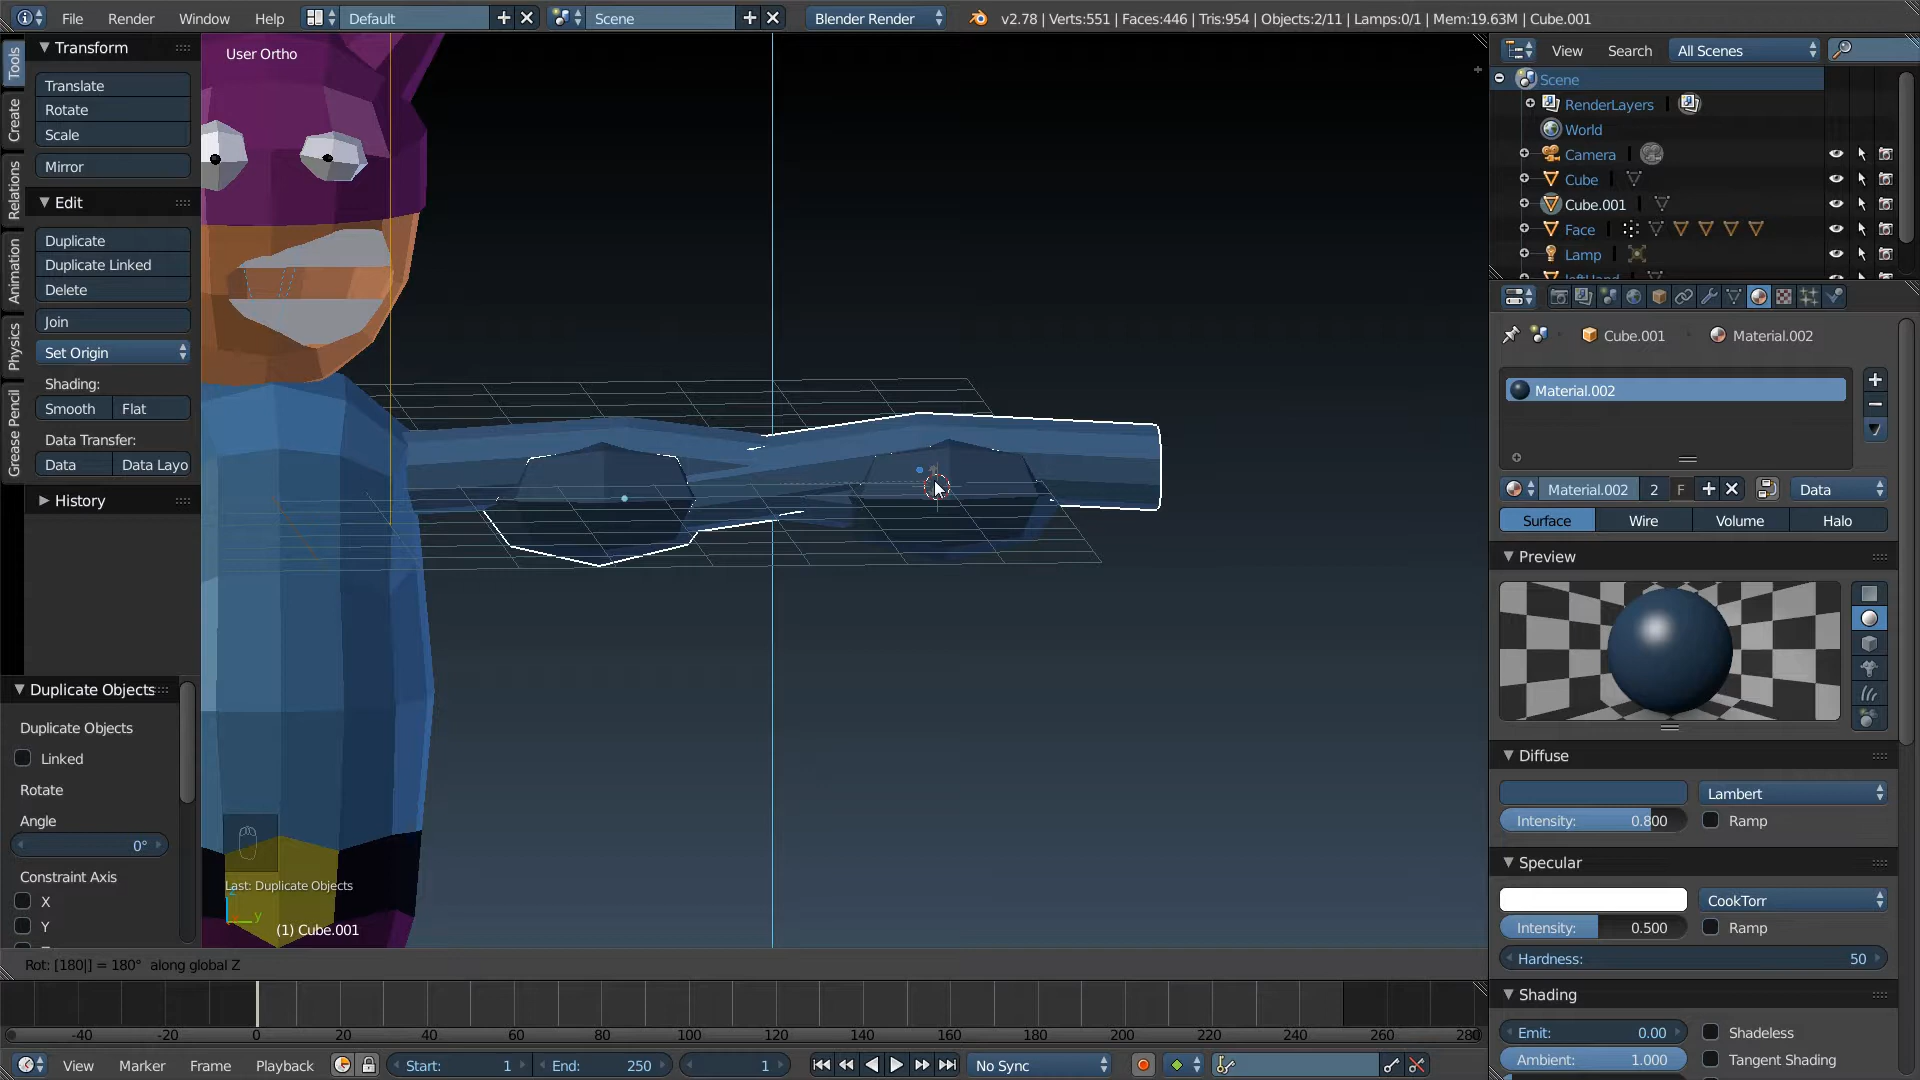 File Render Window Help Default Scene Blender Render v2.78 | Verts:551 | Faces:446 | Tris:954 | Objects:2/11 | Lamps:0/1 | Mem:19.63M | Cube.001
Tools
Create
Relations
Animation
Physics
Grease Pencil
Transform
Translate
Rotate
Scale
Mirror
Edit
Duplicate
Duplicate Linked
Delete
Join
Set Origin
Shading:
Smooth Flat
Data Transfer:
Data Data Layo
History
Duplicate Objects
Duplicate Objects
Linked
Rotate
Angle
0°
Constraint Axis
X
Y
User Ortho
Last: Duplicate Objects
y
(1) Cube.001
Rot: [180|] = 180° along global Z
-40 -20 0 20 40 60 80 100 120 140 160 180 200 220 240 260 280
View Marker Frame Playback Start: 1 End: 250 1 No Sync
View Search All Scenes
Scene
RenderLayers
World
Camera
Cube
Cube.001
Face
Lamp
Cube.001 Material.002
Material.002
Material.002 2 F Data
Surface Wire Volume Halo
Preview
Diffuse
Lambert
Intensity: 0.800 Ramp
Specular
CookTorr
Intensity: 0.500 Ramp
Hardness: 50
Shading
Emit: 0.00 Shadeless
Ambient: 1.000 Tangent Shading